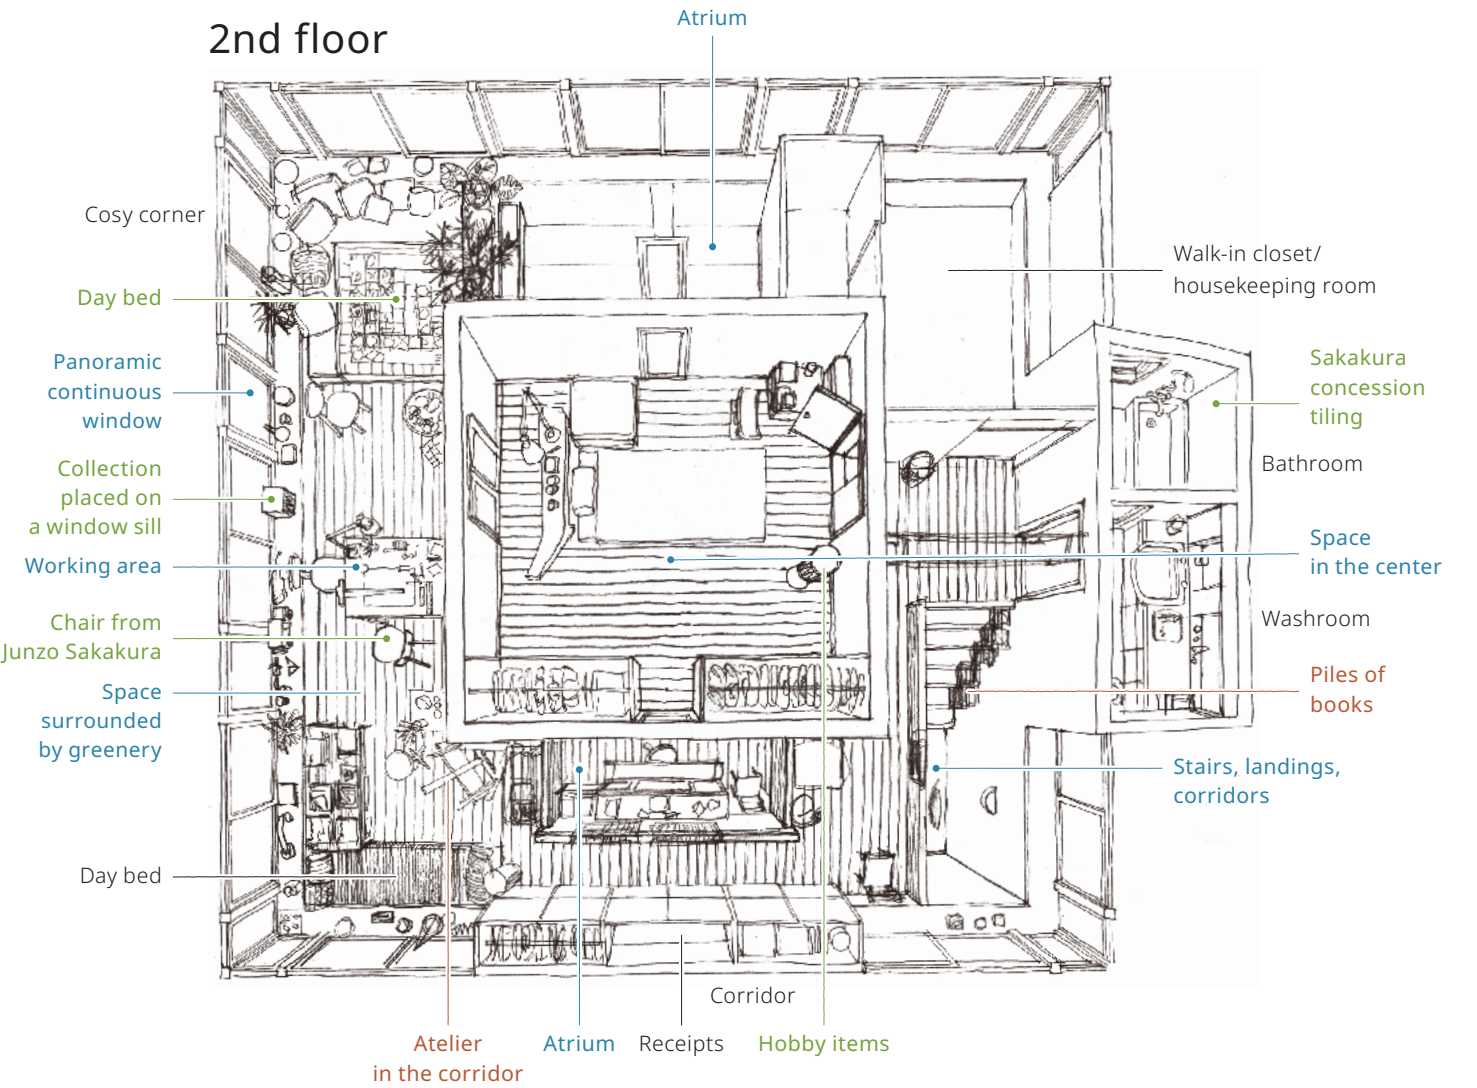 2nd floor
Atrium
Cosy corner
Day bed
Panoramic
continuous
window
Collection
placed on
a window sill
Working area
Chair from
Junzo Sakakura
Space
surrounded
by greenery
Day bed
Walk-in closet/
housekeeping room
Sakakura
concession
tiling
Bathroom
Space
in the center
Washroom
Piles of
books
Stairs, landings,
corridors
Corridor
Atelier
in the corridor
Atrium
Receipts
Hobby items